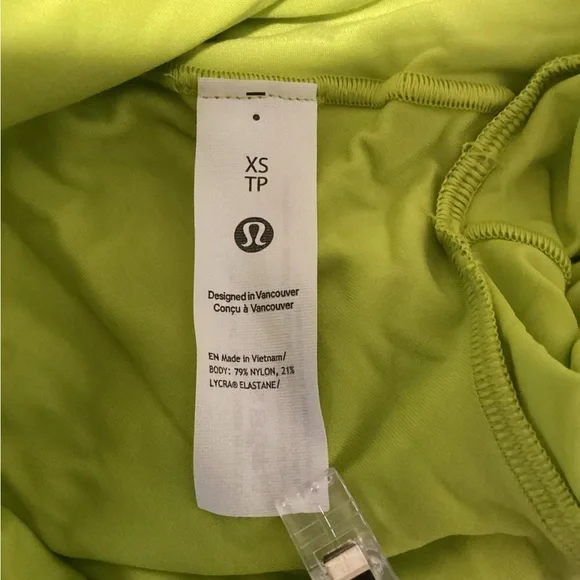 XS
TP
Designed in Vancouver
Conçu à Vancouver
EN Made in Vietnam/
BODY: 79% NYLON, 21%
LYCRA® ELASTANE/